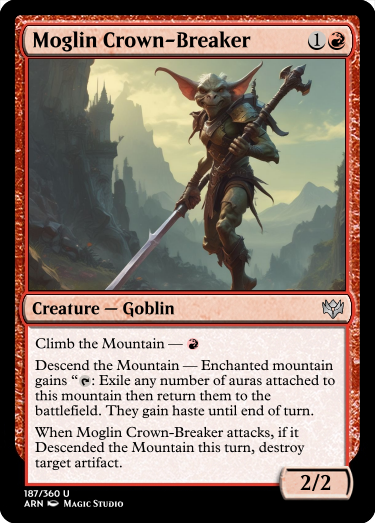 Moglin Crown-Breaker 1
Creature — Goblin
Climb the Mountain —
Descend the Mountain — Enchanted mountain
gains “: Exile any number of auras attached to
this mountain then return them to the
battlefield. They gain haste until end of turn.
When Moglin Crown-Breaker attacks, if it
Descended the Mountain this turn, destroy
target artifact.
2/2
187/360 U
ARN Magic Studio